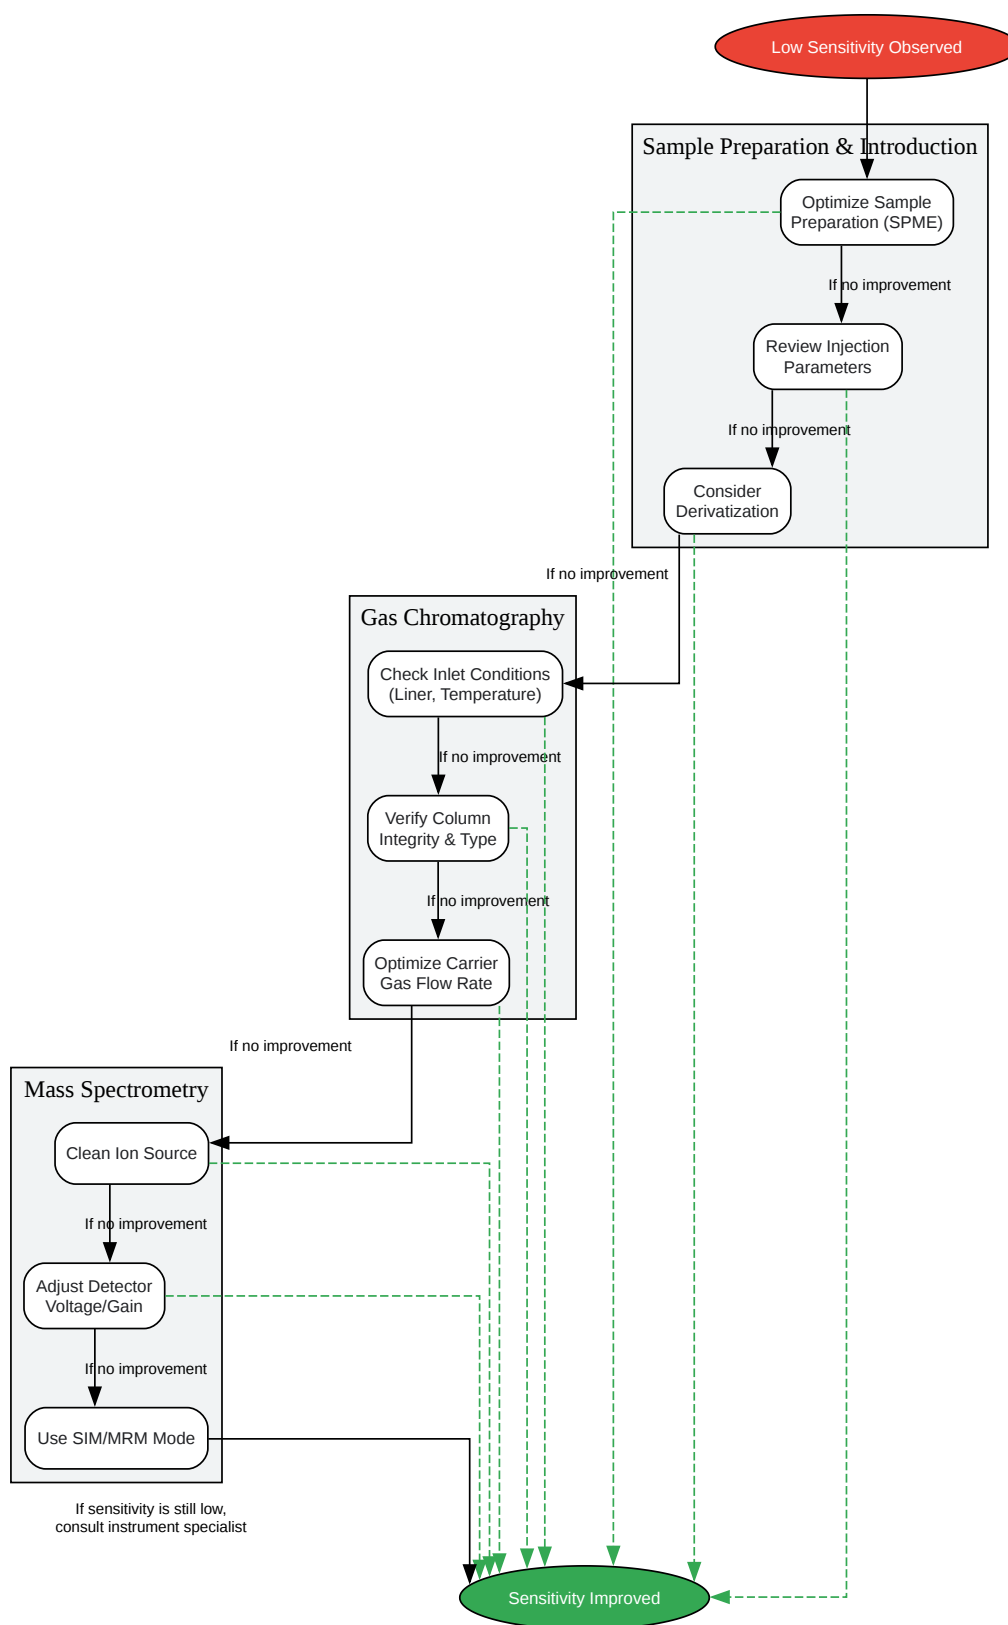 Low Sensitivity Observed
Sample Preparation & Introduction
Optimize Sample
Preparation (SPME)
If no improvement
Review Injection
Parameters
If no improvement
Consider
Derivatization
If no improvement
Gas Chromatography
Check Inlet Conditions
(Liner, Temperature)
If no improvement
Verify Column
Integrity & Type
If no improvement
Optimize Carrier
Gas Flow Rate
If no improvement
Mass Spectrometry
Clean Ion Source
If no improvement
Adjust Detector
Voltage/Gain
If no improvement
Use SIM/MRM Mode
If sensitivity is still low,
consult instrument specialist
Sensitivity Improved